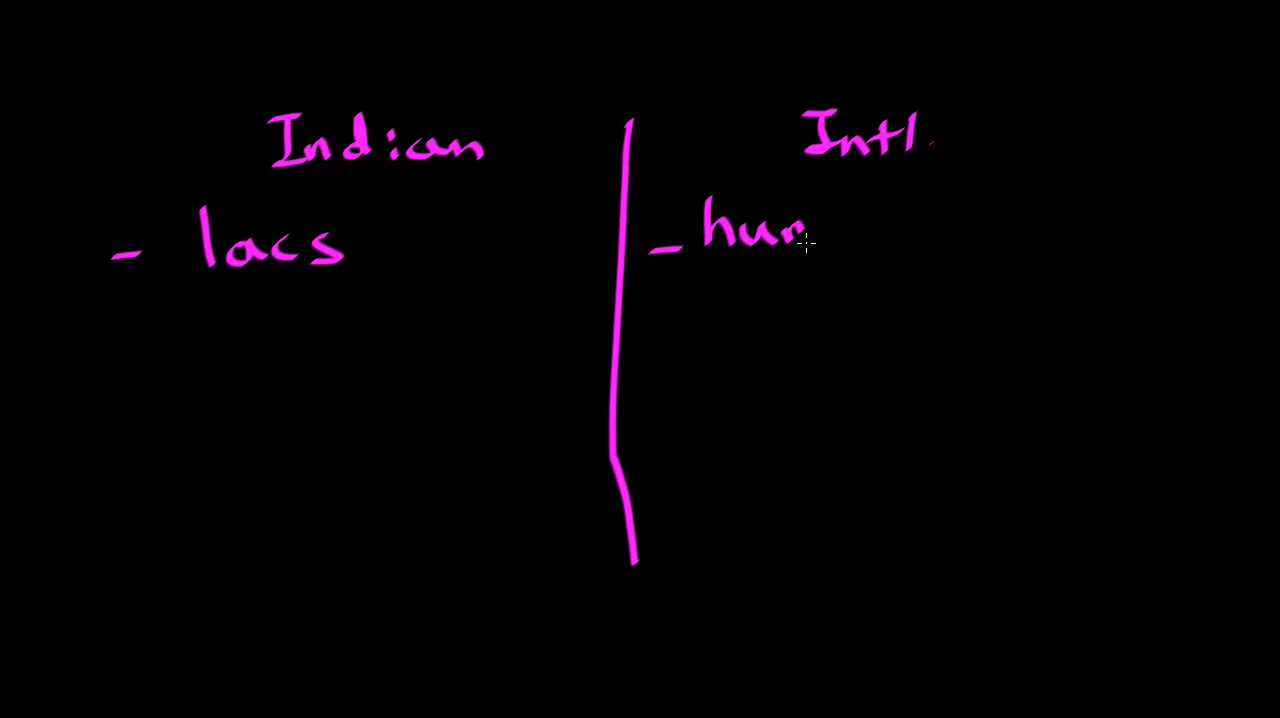 Indian
Intl.
- lacs
- hun